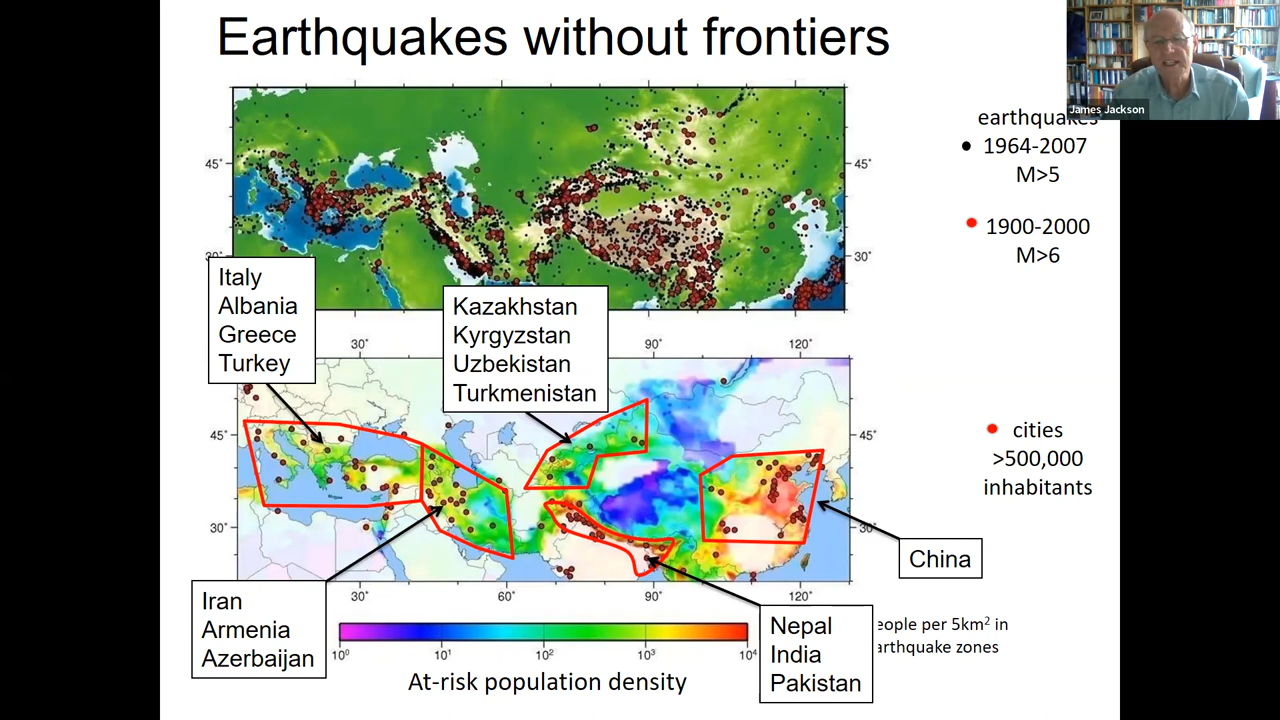 Earthquakes without frontiers
James Jackson
earthquakes
1964-2007
M>5
1900-2000
M>6
45°
45°
30°
30°
Italy
Albania
Greece
Turkey
Kazakhstan
Kyrgyzstan
Uzbekistan
Turkmenistan
30°
90°
120°
45°
45°
cities
>500,000
inhabitants
30°
30°
China
30°
60°
90°
120°
Iran
Armenia
Azerbaijan
Nepal
India
Pakistan
eople per 5km² in
arthquake zones
10⁰
10¹
10²
10³
10⁴
At-risk population density